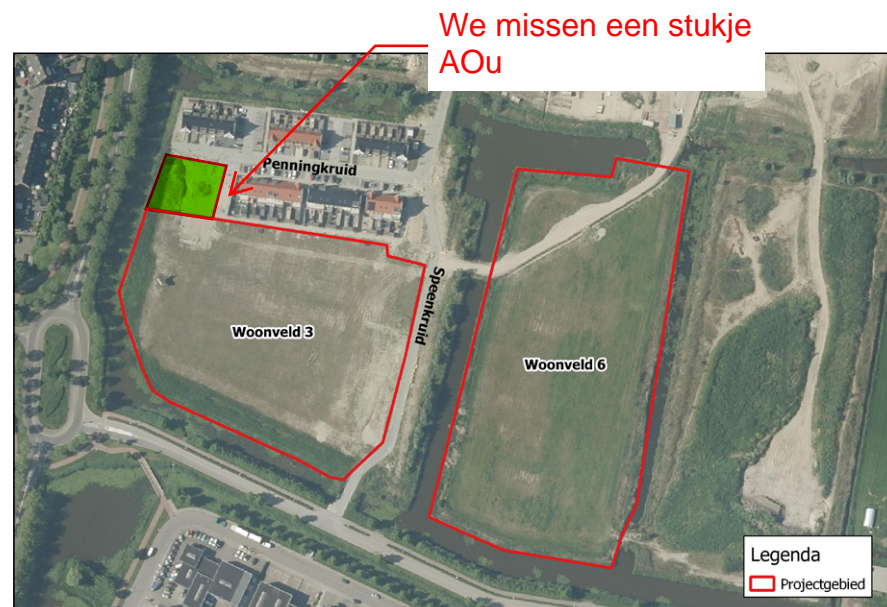 We missen een stukje
AOu
Penningkruid
Speenkruid
Woonveld 3
Woonveld 6
Legenda
Projectgebied